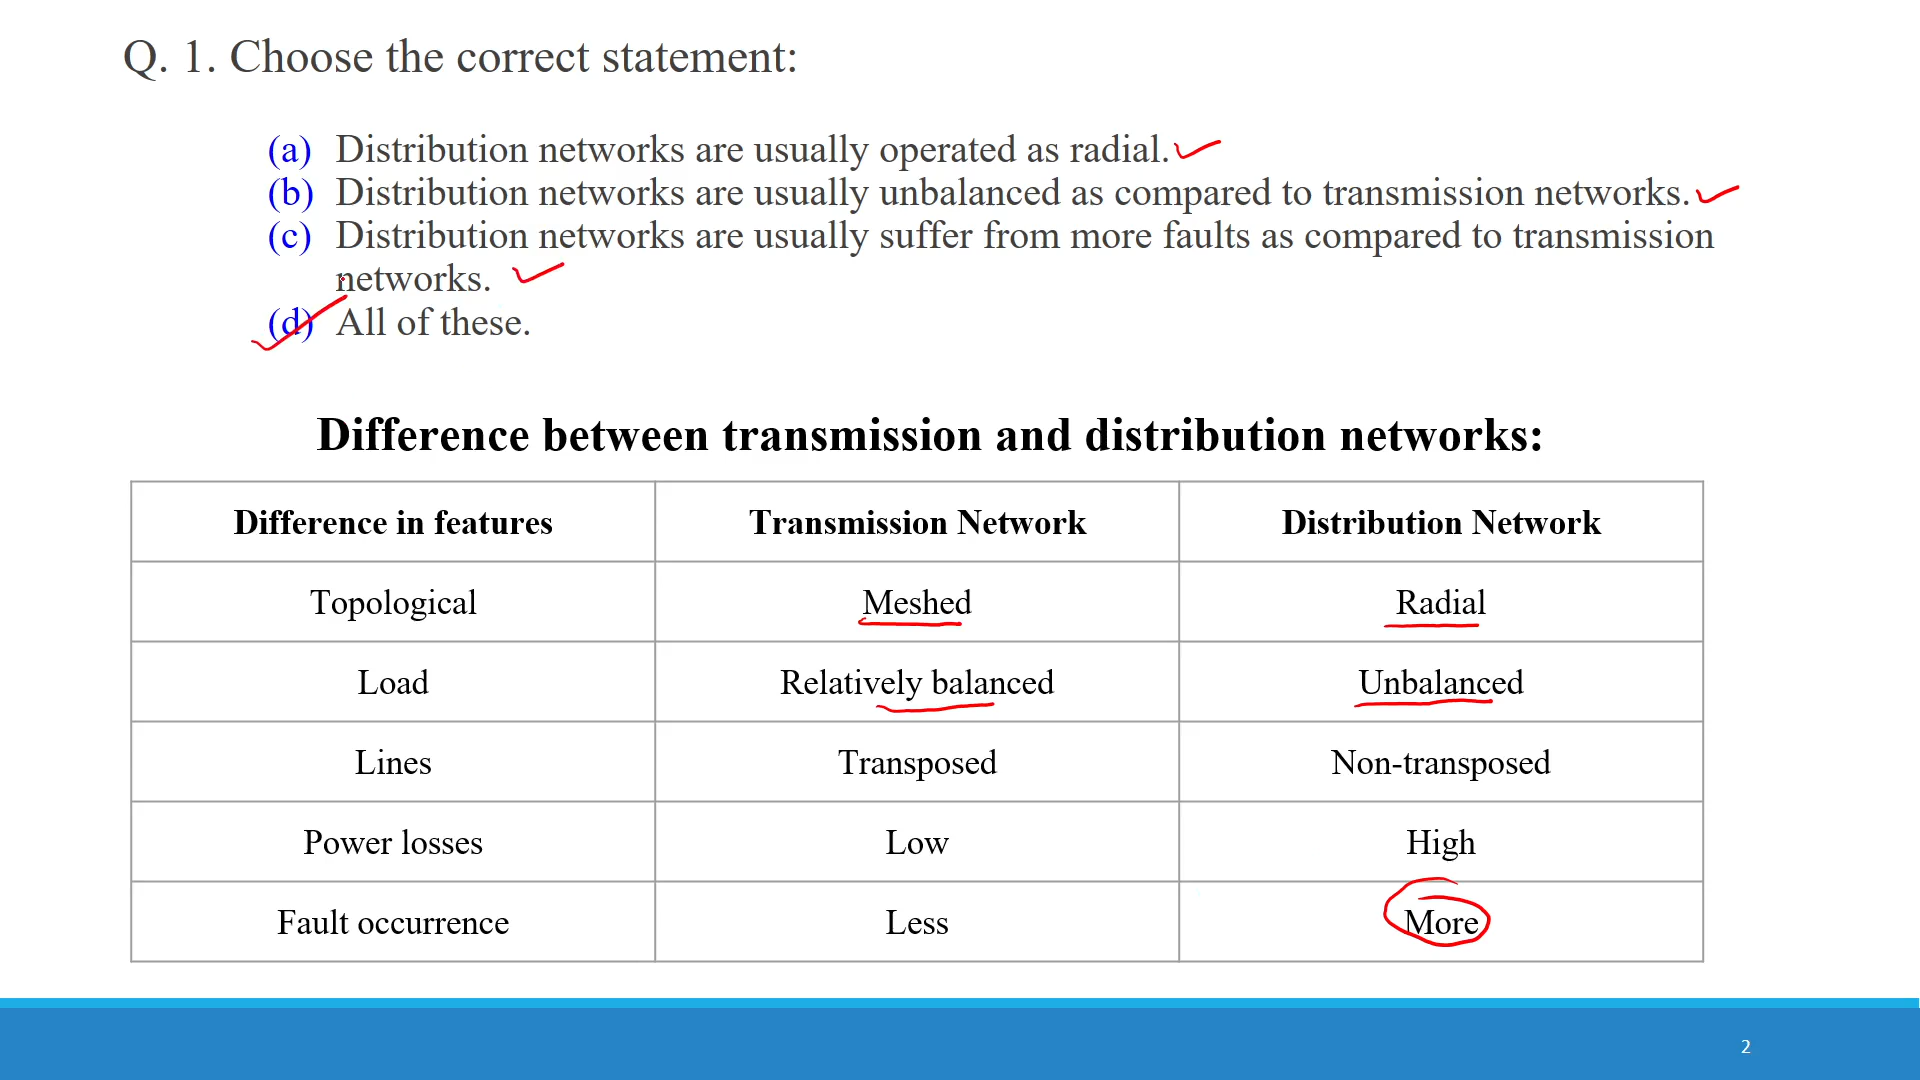 Q. 1. Choose the correct statement:
(a) Distribution networks are usually operated as radial.
(b) Distribution networks are usually unbalanced as compared to transmission networks.
(c) Distribution networks are usually suffer from more faults as compared to transmission
networks.
(d) All of these.
Difference between transmission and distribution networks:
Difference in features Transmission Network Distribution Network
Topological Meshed Radial
Load Relatively balanced Unbalanced
Lines Transposed Non-transposed
Power losses Low High
Fault occurrence Less More
2